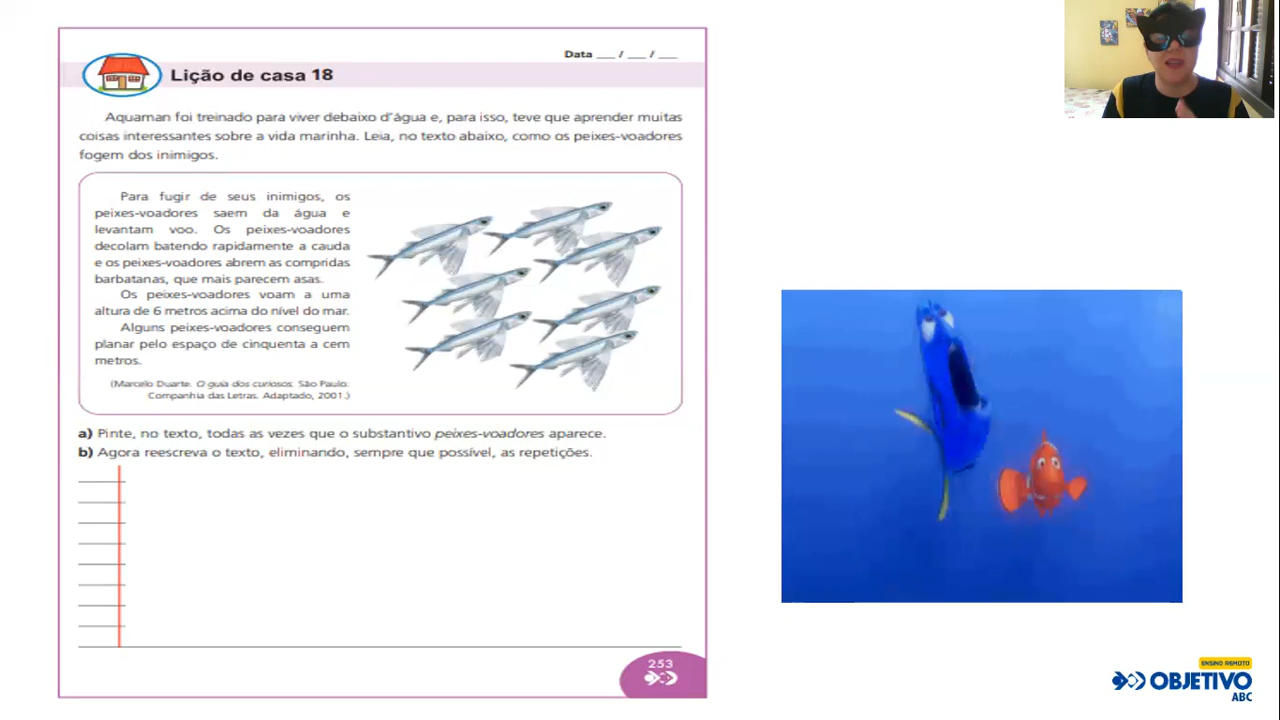 Data ___ / ___ / ___
Lição de casa 18
Aquaman foi treinado para viver debaixo d'água e, para isso, teve que aprender muitas
coisas interessantes sobre a vida marinha. Leia, no texto abaixo, como os peixes-voadores
fogem dos inimigos.
Para fugir de seus inimigos, os
peixes-voadores saem da água e
levantam voo. Os peixes-voadores
decolam batendo rapidamente a cauda
e os peixes-voadores abrem as compridas
barbatanas, que mais parecem asas.
Os peixes-voadores voam a uma
altura de 6 metros acima do nível do mar.
Alguns peixes-voadores conseguem
planar pelo espaço de cinquenta a cem
metros.
(Marcelo Duarte. O guia dos curiosos. São Paulo:
Companhia das Letras. Adaptado, 2001.)
a) Pinte, no texto, todas as vezes que o substantivo peixes-voadores aparece.
b) Agora reescreva o texto, eliminando, sempre que possível, as repetições.
253
ENSINO REMOTO
OBJETIVO
ABC